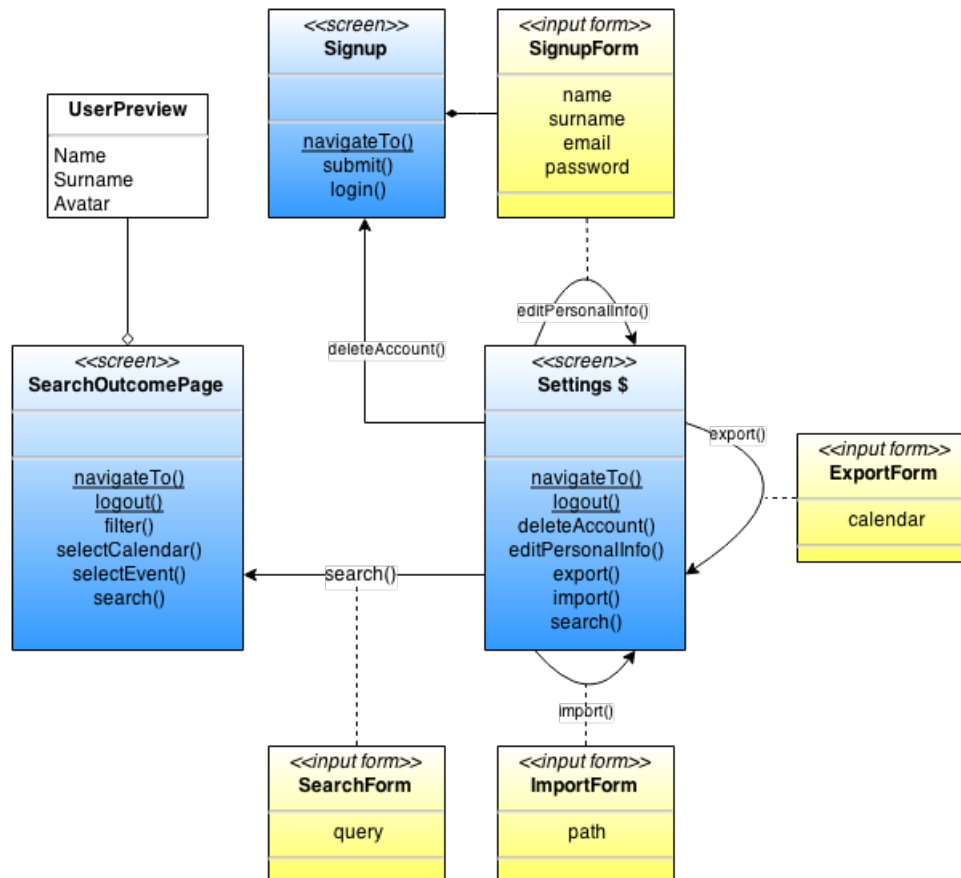 <<screen>>
Signup
navigateTo()
submit()
login()
<<input form>>
SignupForm
name
surname
email
password
UserPreview
Name
Surname
Avatar
editPersonalInfo()
deleteAccount()
<<screen>>
SearchOutcomePage
navigateTo()
logout()
filter()
selectCalendar()
selectEvent()
search()
<<screen>>
Settings $
navigateTo()
logout()
deleteAccount()
editPersonalInfo()
export()
import()
search()
export()
<<input form>>
ExportForm
calendar
search()
import()
<<input form>>
SearchForm
query
<<input form>>
ImportForm
path